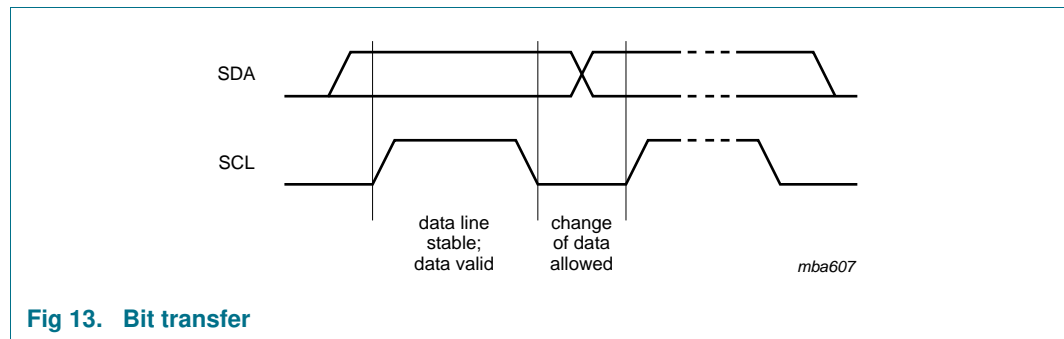 SDA
SCL
data line
stable;
data valid
change
of data
allowed
mba607
Fig 13. Bit transfer